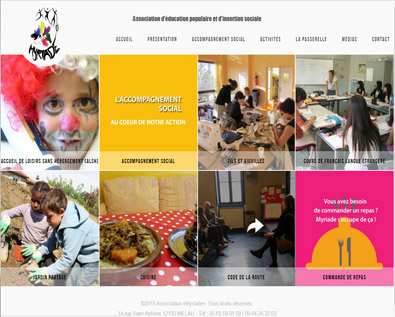 MYRIADE
Association d'éducation populaire et d'insertion sociale
ACCUEIL PRÉSENTATION ACCOMPAGNEMENT SOCIAL ACTIVITÉS LA PASSERELLE MÉDIAS CONTACT
L'ACCOMPAGNEMENT
SOCIAL
AU COEUR DE NOTRE ACTION
ACCUEIL DE LOISIRS SANS HÉBERGEMENT (ALSH)
ACCOMPAGNEMENT SOCIAL
FILS ET AIGUILLES
COURS DE FRANÇAIS LANGUE ÉTRANGÈRE
Vous avez besoin
de commander un repas ?
Myriade s'occupe de ça !
JARDIN PARTAGÉ
CUISINE
CODE DE LA ROUTE
COMMANDE DE REPAS
©2015 Association «Myriade». Tous droits réservés
14 rue Saint Antoine 12100 MILLAU - Tél : 05 65 59 01 59 / 09 64 36 22 03